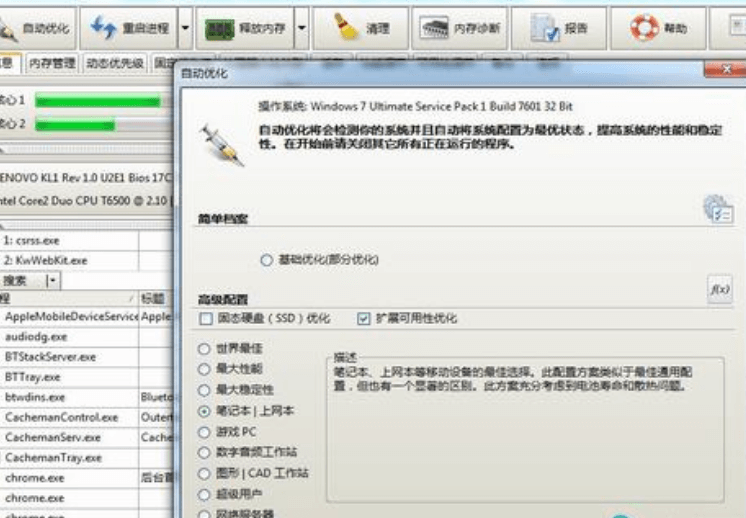 自动优化 重启进程 释放内存 清理 内存诊断 报告 帮助
息 内存管理 动态优先级
自动优化
核心 1
核心 2
操作系统: Windows 7 Ultimate Service Pack 1 Build 7601 32 Bit
自动优化将会检测你的系统并且自动将系统配置为最优状态，提高系统的性能和稳定
性。在开始前请关闭其它所有正在运行的程序。
ENOVO KL1 Rev 1.0 U2E1 Bios 17C
ntel Core2 Duo CPU T6500 @ 2.10
简单档案
1: csrss.exe
2: KwWebKit.exe
基础优化(部分优化)
搜索
程 标题
高级配置
f(x)
AppleMobileDeviceService Apple
固态硬盘（SSD）优化 扩展可用性优化
audiodg.exe
世界最佳
BTStackServer.exe
描述
最大性能
笔记本、上网本等移动设备的最佳选择。此配置方案类似于最佳通用配
置，但也有一个显著的区别。此方案充分考虑到电池寿命和散热问题。
BTTray.exe
最大稳定性
btwdins.exe Blueto
笔记本 | 上网本
CachemanControl.exe Outert
游戏 PC
CachemanServ.exe Cache
数字音频工作站
CachemanTray.exe
图形 | CAD 工作站
chrome.exe 后台
超级用户
chrome.exe
网络服务器
chrome.exe